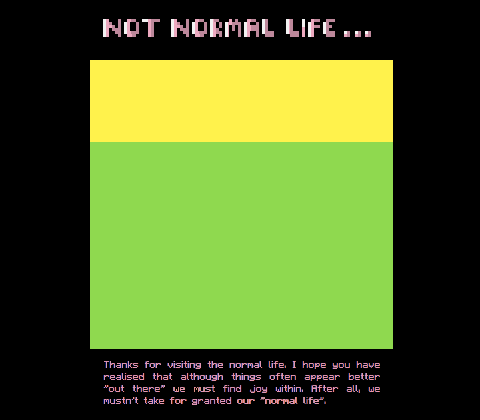 NOT NORMAL LIFE...
Thanks for visiting the normal life. I hope you have
realised that although things often appear better
"out there" we must find joy within. After all, we
mustn't take for granted our "normal life".